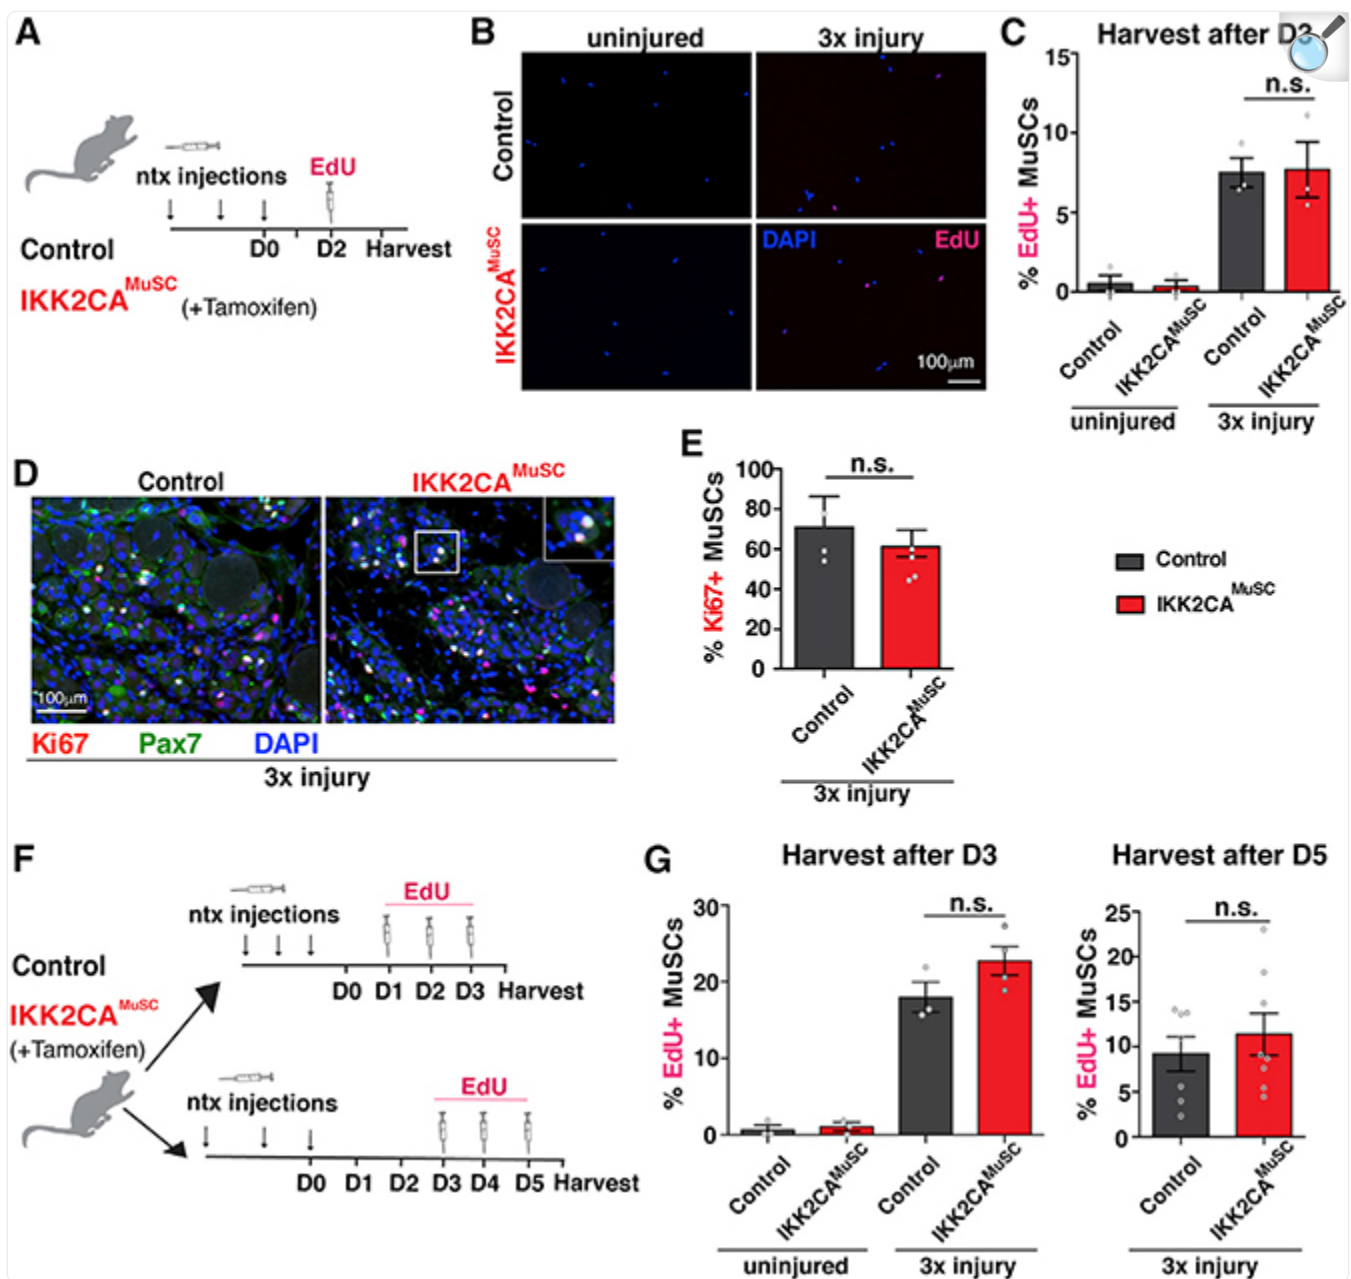 A
ntx injections
EdU
D0 D2 Harvest
Control
IKK2CA^MuSC (+Tamoxifen)
B
uninjured 3x injury
Control
IKK2CA^MuSC
DAPI EdU
100µm
C
Harvest after D3
n.s.
% EdU+ MuSCs
15
10
5
0
Control IKK2CA^MuSC Control IKK2CA^MuSC
uninjured 3x injury
D
Control IKK2CA^MuSC
100µm
Ki67 Pax7 DAPI
3x injury
E
n.s.
% Ki67+ MuSCs
100
80
60
40
20
0
Control IKK2CA^MuSC
3x injury
Control
IKK2CA^MuSC
F
Control
IKK2CA^MuSC
(+Tamoxifen)
ntx injections
EdU
D0 D1 D2 D3 Harvest
ntx injections
EdU
D0 D1 D2 D3 D4 D5 Harvest
G
Harvest after D3
n.s.
% EdU+ MuSCs
30
20
10
0
Control IKK2CA^MuSC Control IKK2CA^MuSC
uninjured 3x injury
Harvest after D5
n.s.
% EdU+ MuSCs
25
20
15
10
5
0
Control IKK2CA^MuSC
3x injury